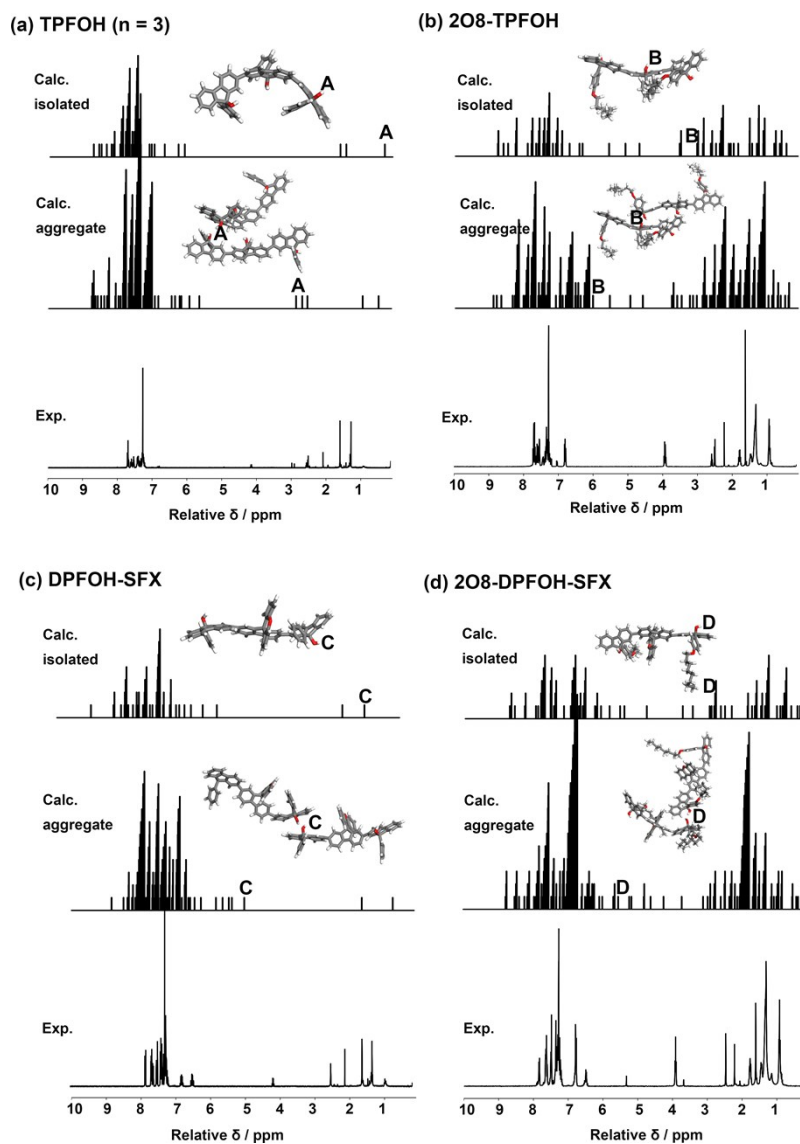 (a) TPFOH (n = 3)
Calc.
isolated
A
A
Calc.
aggregate
A
A
Exp.
10 9 8 7 6 5 4 3 2 1
Relative δ / ppm
(b) 2O8-TPFOH
Calc.
isolated
B
B
Calc.
aggregate
B
B
Exp.
10 9 8 7 6 5 4 3 2 1
Relative δ / ppm
(c) DPFOH-SFX
Calc.
isolated
C
C
Calc.
aggregate
C
C
Exp.
10 9 8 7 6 5 4 3 2 1
Relative δ / ppm
(d) 2O8-DPFOH-SFX
Calc.
isolated
D
D
Calc.
aggregate
D
D
Exp.
10 9 8 7 6 5 4 3 2 1
Relative δ / ppm